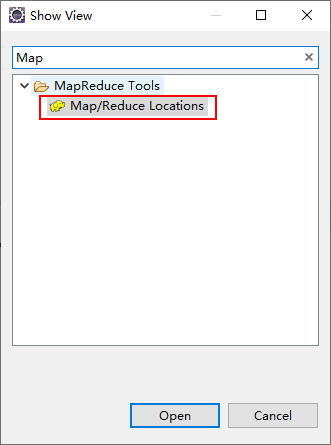 Show View
Map
MapReduce Tools
Map/Reduce Locations
Open
Cancel